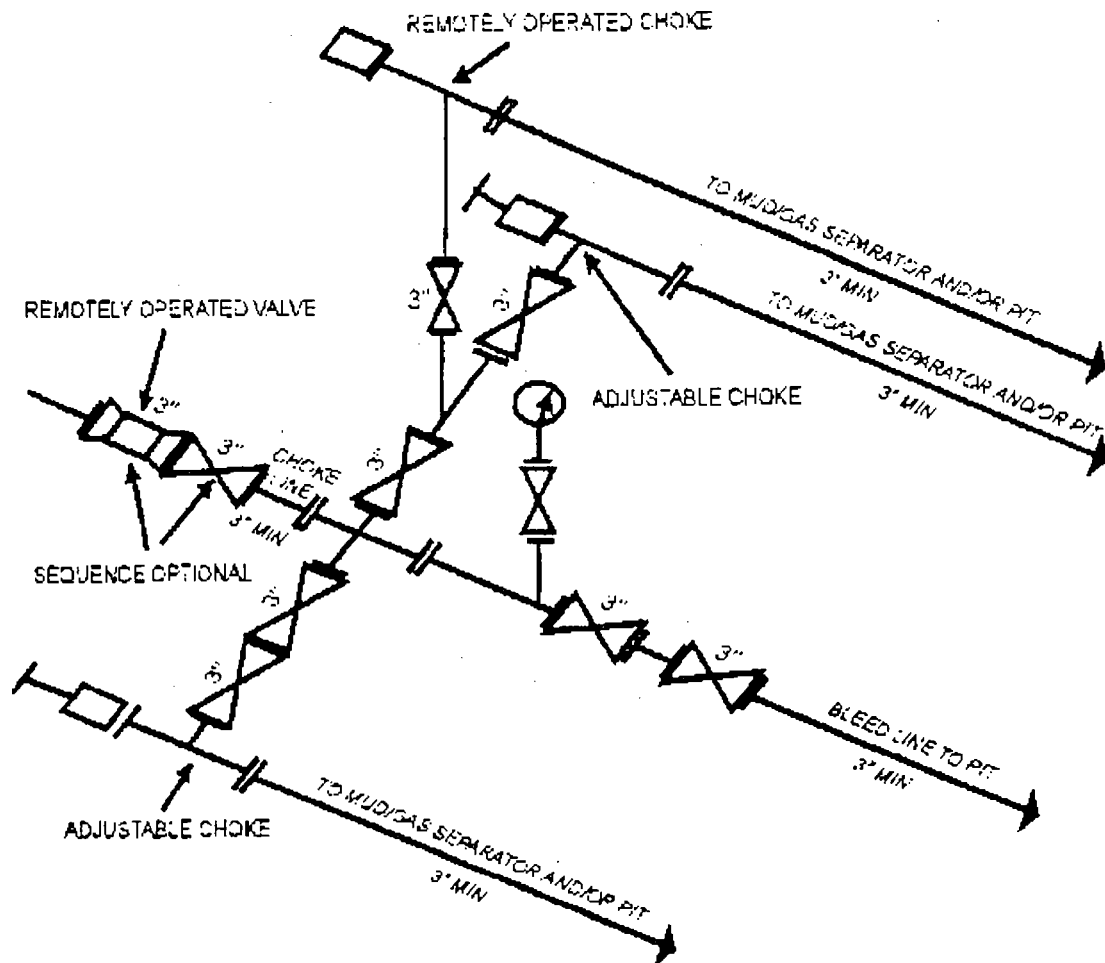 REMOTELY OPERATED CHOKE
TO MUD/GAS SEPARATOR AND/OR PIT
3" MIN
TO MUD/GAS SEPARATOR AND/OR PIT
3" MIN
3"
3"
REMOTELY OPERATED VALVE
ADJUSTABLE CHOKE
3"
3"
CHOKE
LINE
3" MIN
3"
SEQUENCE OPTIONAL
3"
3"
3"
3"
BLEED LINE TO PIT
3" MIN
ADJUSTABLE CHOKE
TO MUD/GAS SEPARATOR AND/OR PIT
3" MIN